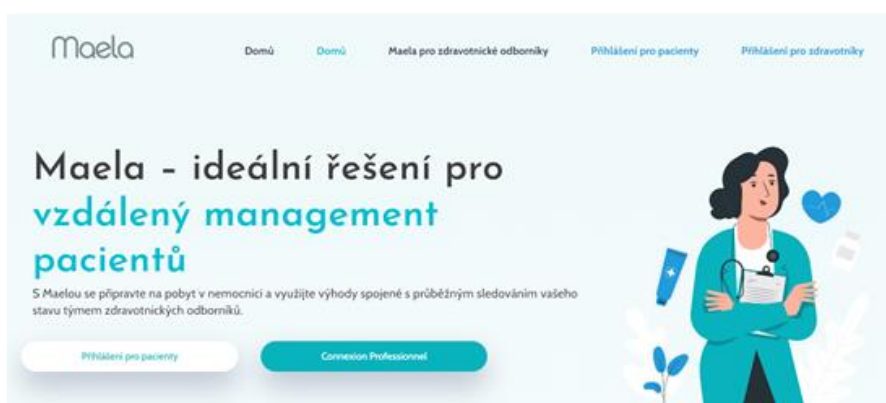 Maela
Domů
Domů
Maela pro zdravotnické odborníky
Přihlášení pro pacienty
Přihlášení pro zdravotníky
Maela – ideální řešení pro
vzdálený management
pacientů
S Maelou se připravte na pobyt v nemocnici a využijte výhody spojené s průběžným sledováním vašeho
stavu týmem zdravotnických odborníků.
Přihlášení pro pacienty
Connexion Professionnel